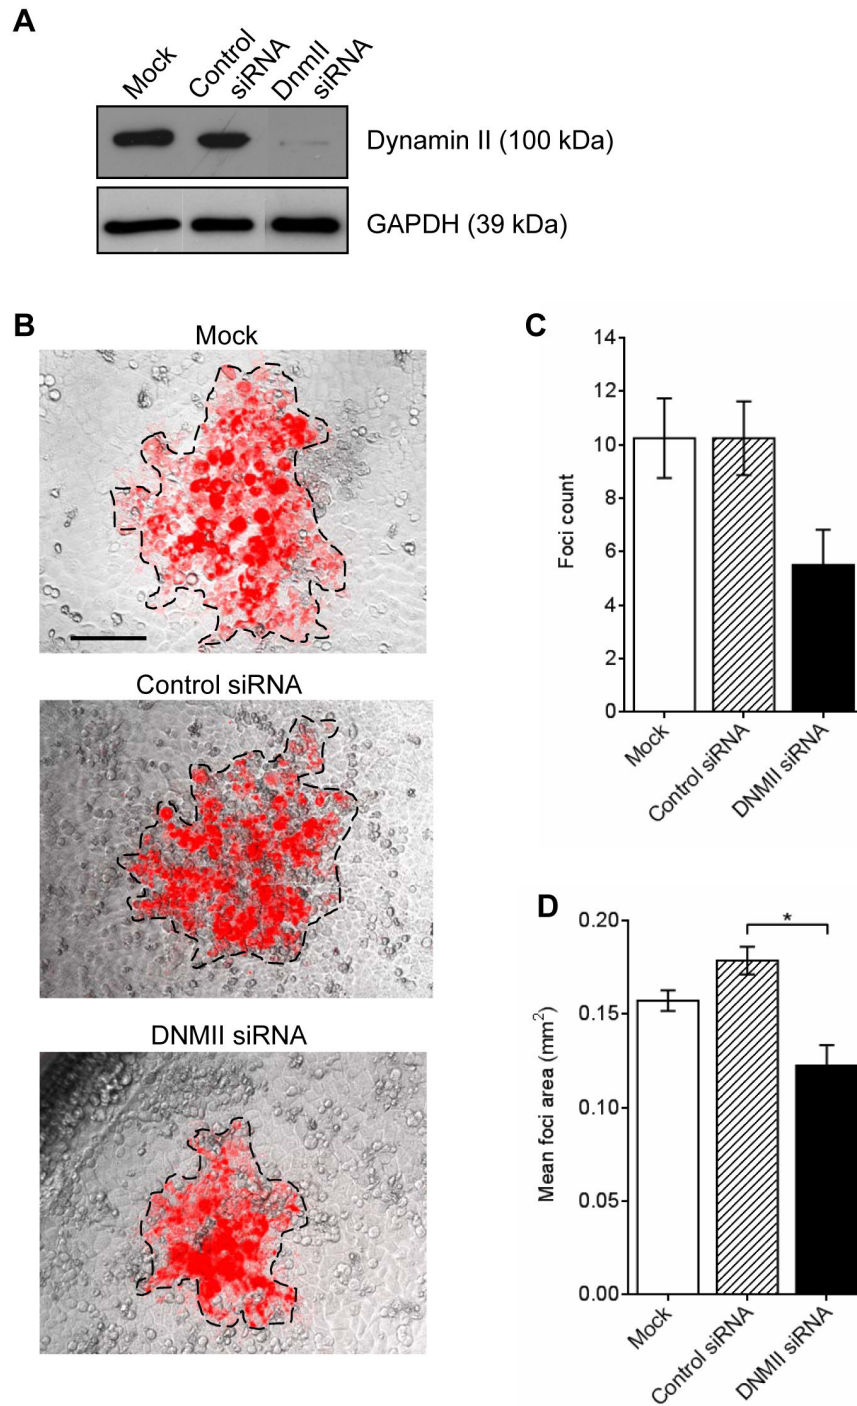 A
Mock
Control
siRNA
DnmII
siRNA
Dynamin II (100 kDa)
GAPDH (39 kDa)
B
Mock
Control siRNA
DNMII siRNA
C
14
12
10
8
6
4
2
0
Foci count
Mock
Control siRNA
DNMII siRNA
D
0.20
0.15
0.10
0.05
0.00
Mean foci area (mm²)
*
Mock
Control siRNA
DNMII siRNA